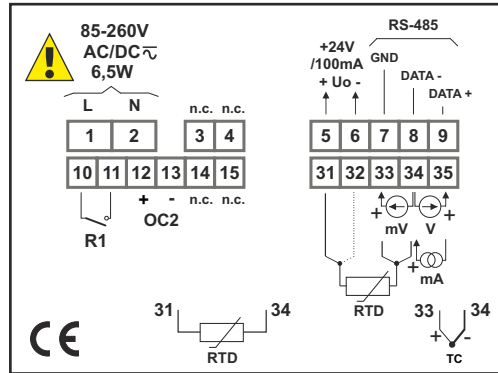 85-260V
AC/DC
6,5W
L N
n.c. n.c.
1 2 3 4
10 11 12 13 14 15
+ -
OC2
n.c. n.c.
R1
RS-485
+24V
/100mA
+ Uo -
GND
DATA -
DATA +
5 6 7 8 9
31 32 33 34 35
+ mV V +
+ mA
RTD
31 34
RTD
33 34
+ -
TC
CE